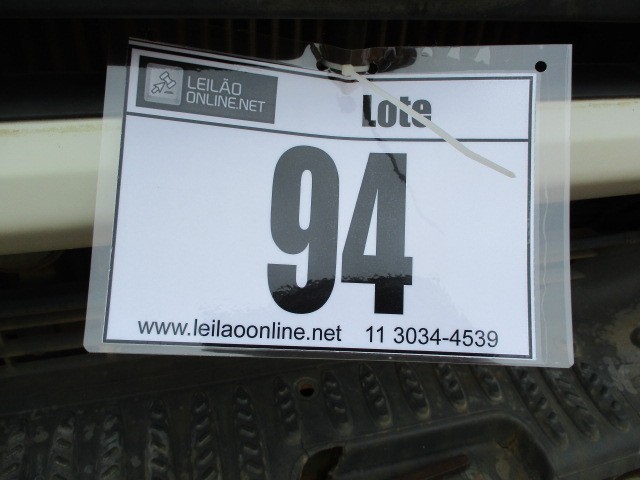 LEILÃO
ONLINE.NET
Lote
94
www.leilaoonline.net 11 3034-4539